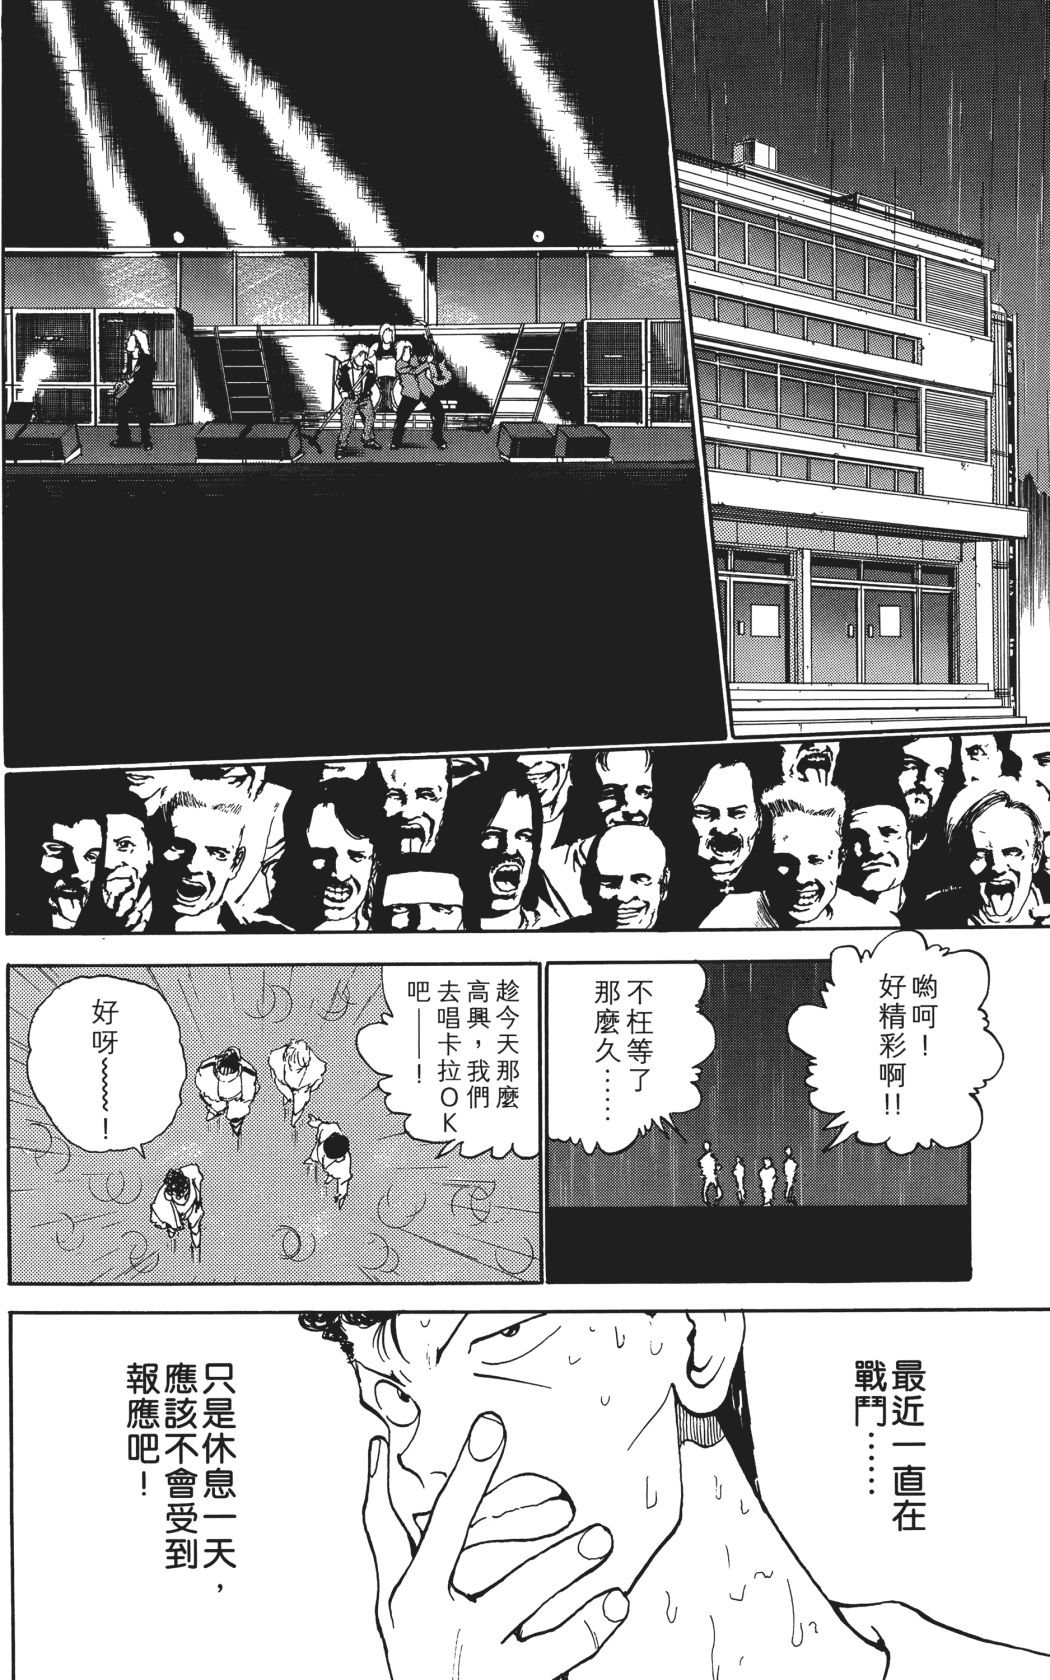 喲呵！
好精彩啊!!
不枉等了
那麼久……
趁今天那麼
高興，我們
去唱卡拉OK
吧——！
好呀~~~~~！
最近一直在
戰鬥……
只是休息一天，
應該不會受到
報應吧！